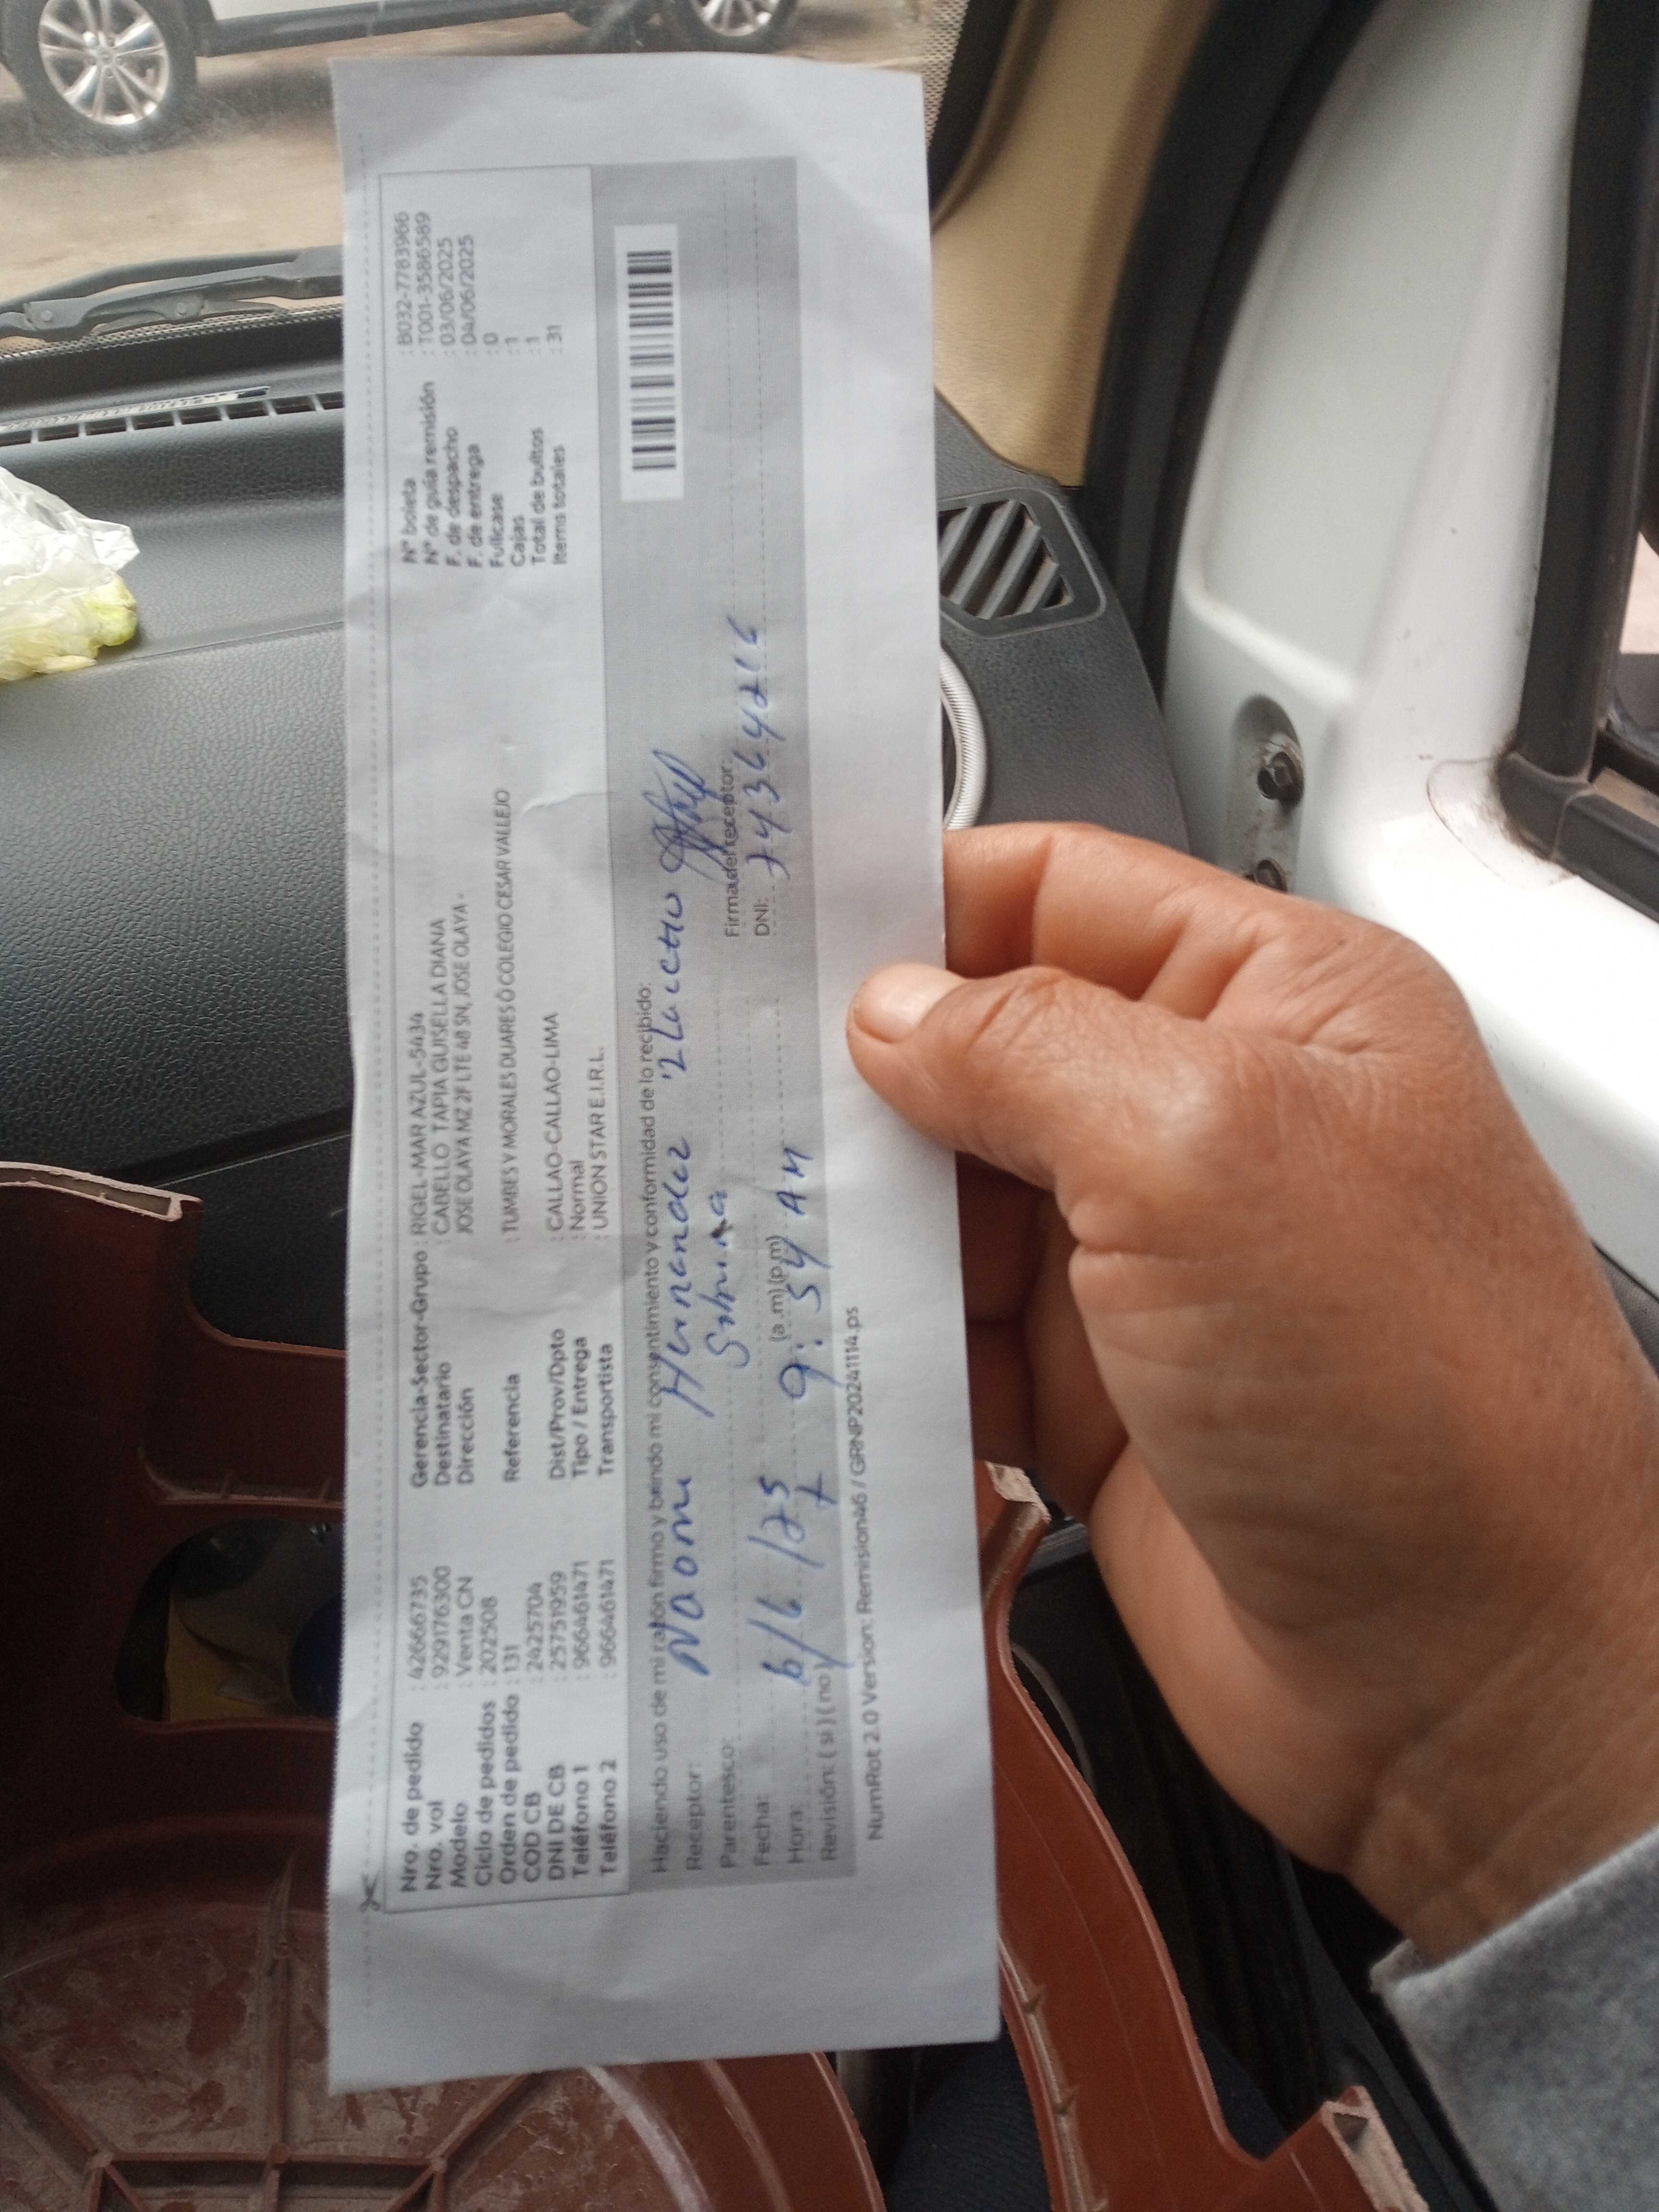 Nro. de pedido : 42666735
Nro. vol : 929176300
Modelo : Venta CN
Ciclo de pedidos : 202508
Orden de pedido : 131
COD CB : 2425704
DNI DE CB : 25751959
Teléfono 1 : 966461471
Teléfono 2 : 966461471
Gerencia-Sector-Grupo : RIGEL-MAR AZUL-5434
Destinatario : CABELLO TAPIA GUISELLA DIANA
Dirección JOSE OLAYA MZ 2F LTE 48 SN, JOSE OLAYA -
Referencia : TUMBES Y MORALES DUARES Ó COLEGIO CESAR VALLEJO
Dist/Prov/Dpto : CALLAO-CALLAO-LIMA
Tipo / Entrega : Normal
Transportista : UNION STAR E.I.R.L.
N° boleta : B032-7783966
N° de guía remisión : T001-3586589
F. de despacho : 03/06/2025
F. de entrega : 04/06/2025
Fullcase : 0
Cajas : 1
Total de bultos : 1
Items totales : 31
Haciendo uso de mi razón firmo y brindo mi consentimiento y conformidad de lo recibido:
Receptor: Naomi Hernandez
Parentesco:
Firma del receptor:
Fecha: 6/6/25
DNI:
Hora: 9:54 AM (a.m) (p.m)
Revisión: ( si ) ( no )
NumRot 2.0 Version: Remision46 / GRNP20241114.ps